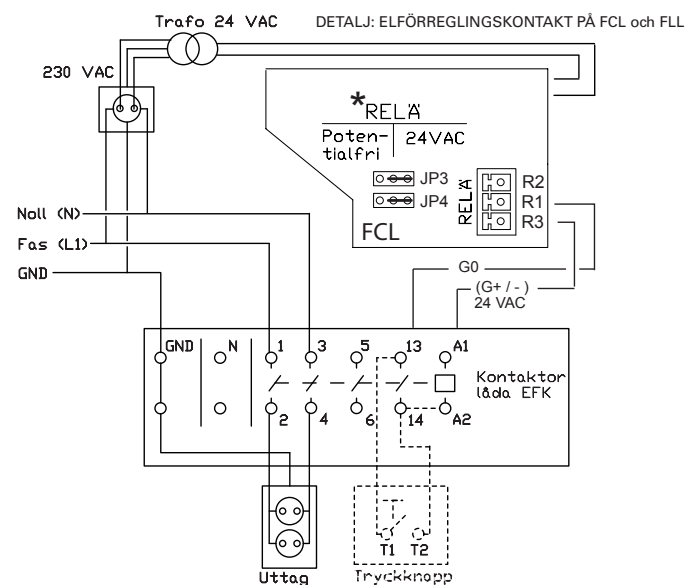 Trafo 24 VAC
DETALJ: ELFÖRREGLINGSKONTAKT PÅ FCL och FLL
230 VAC
*RELÄ
Poten-
tialfri
24VAC
JP3
JP4
RELÄ
R2
R1
R3
FCL
Noll (N)
Fas (L1)
GND
G0
(G+ / - )
24 VAC
GND N 1 3 5 13 A1
Kontaktor
låda EFK
2 4 6 14 A2
T1 T2
Uttag
Tryckknapp